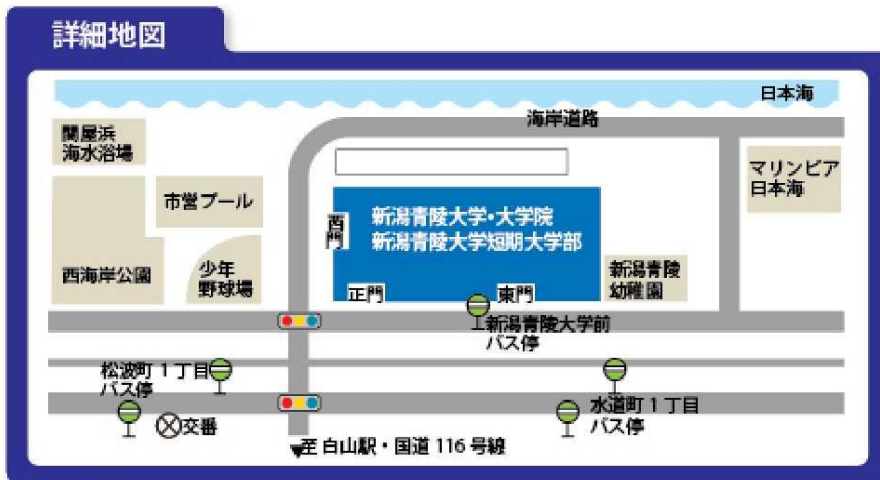 詳細地図
日本海
海岸道路
関屋浜
海水浴場
マリンピア
日本海
市営プール
西門
新潟青陵大学・大学院
新潟青陵大学短期大学部
西海岸公園
少年
野球場
新潟青陵
幼稚園
正門
東門
新潟青陵大学前
バス停
松波町1丁目
バス停
水道町1丁目
バス停
交番
至 白山駅・国道116号線